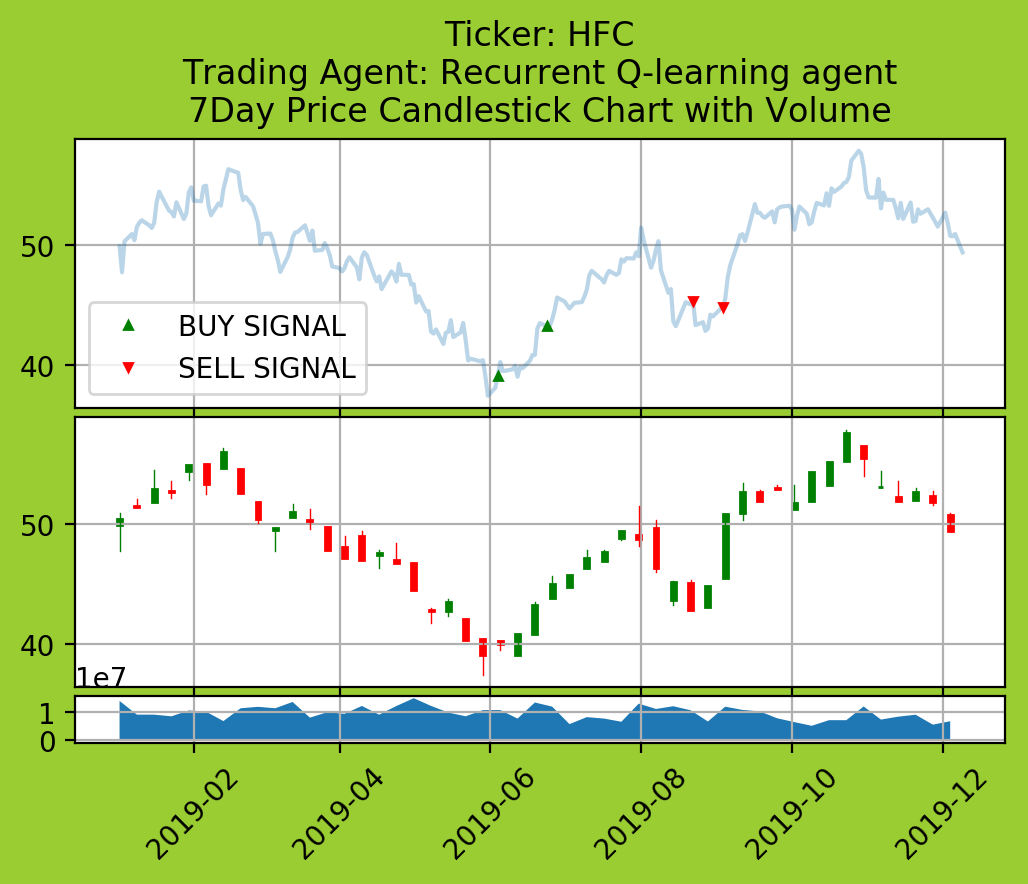 Ticker: HFC
Trading Agent: Recurrent Q-learning agent
7Day Price Candlestick Chart with Volume
50
40
BUY SIGNAL
SELL SIGNAL
50
40
1e7
1
0
2019-02
2019-04
2019-06
2019-08
2019-10
2019-12